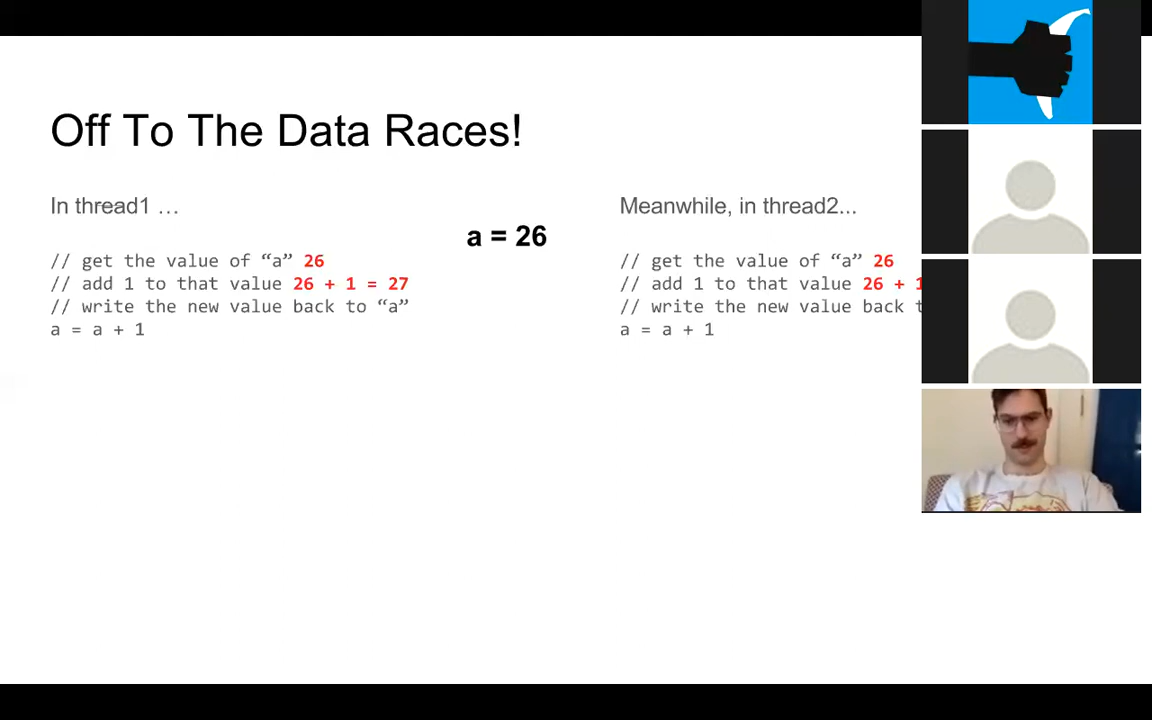 Off To The Data Races!
In thread1 …
a = 26
// get the value of “a” 26
// add 1 to that value 26 + 1 = 27
// write the new value back to “a”
a = a + 1
Meanwhile, in thread2...
// get the value of “a” 26
// add 1 to that value 26 + 1
// write the new value back
a = a + 1